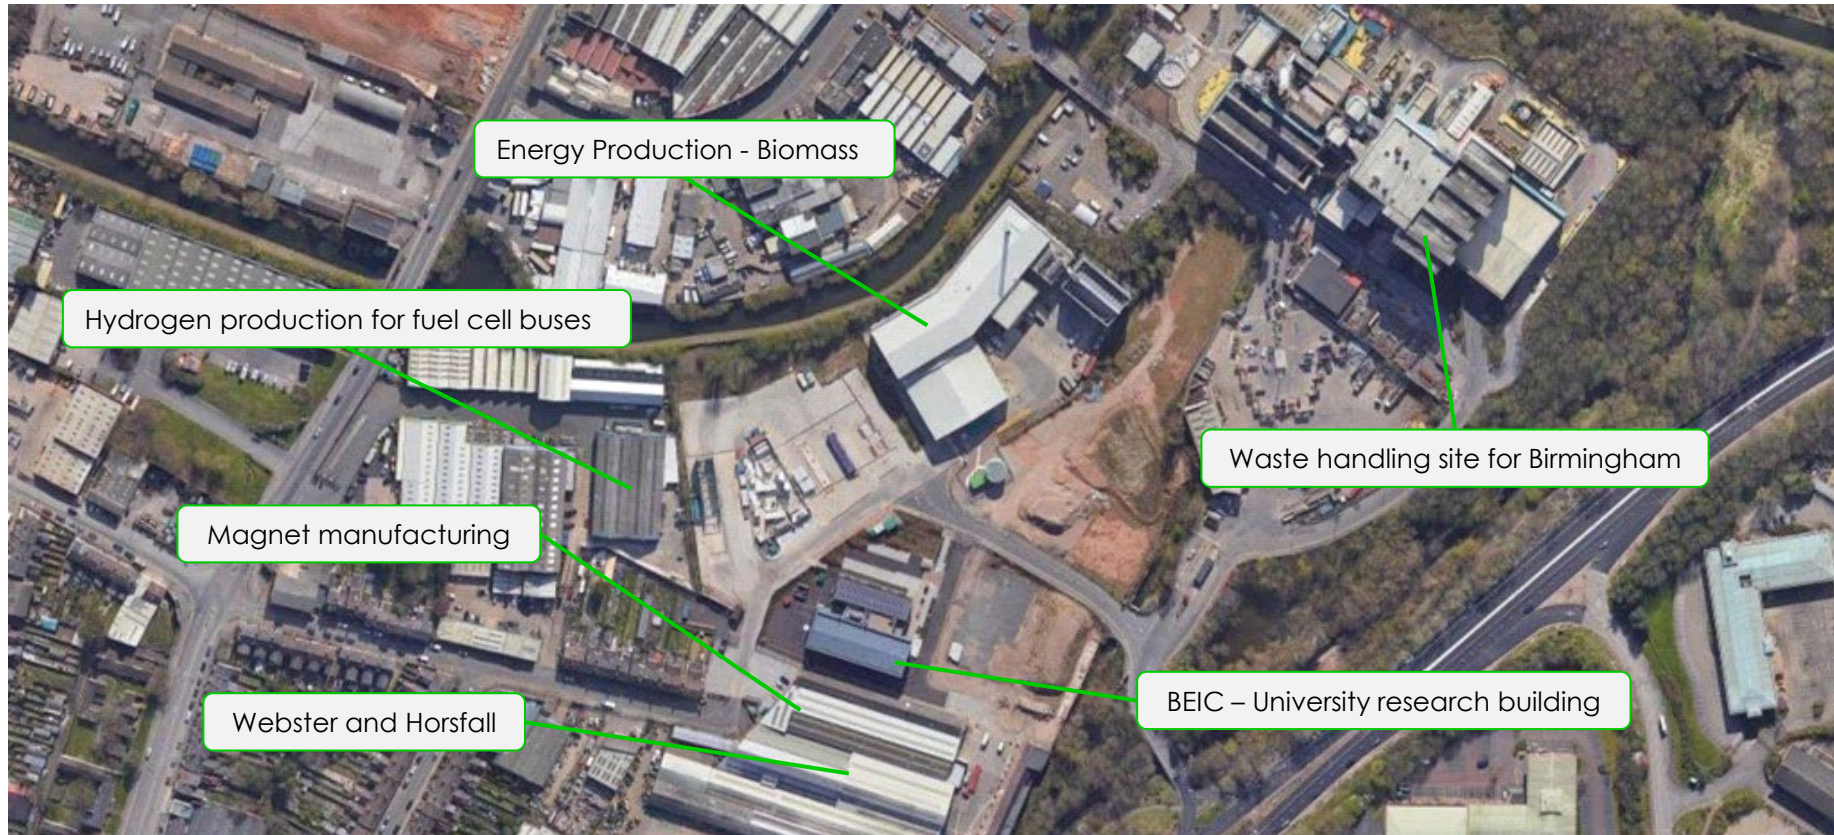 Energy Production - Biomass
Hydrogen production for fuel cell buses
Waste handling site for Birmingham
Magnet manufacturing
BEIC – University research building
Webster and Horsfall